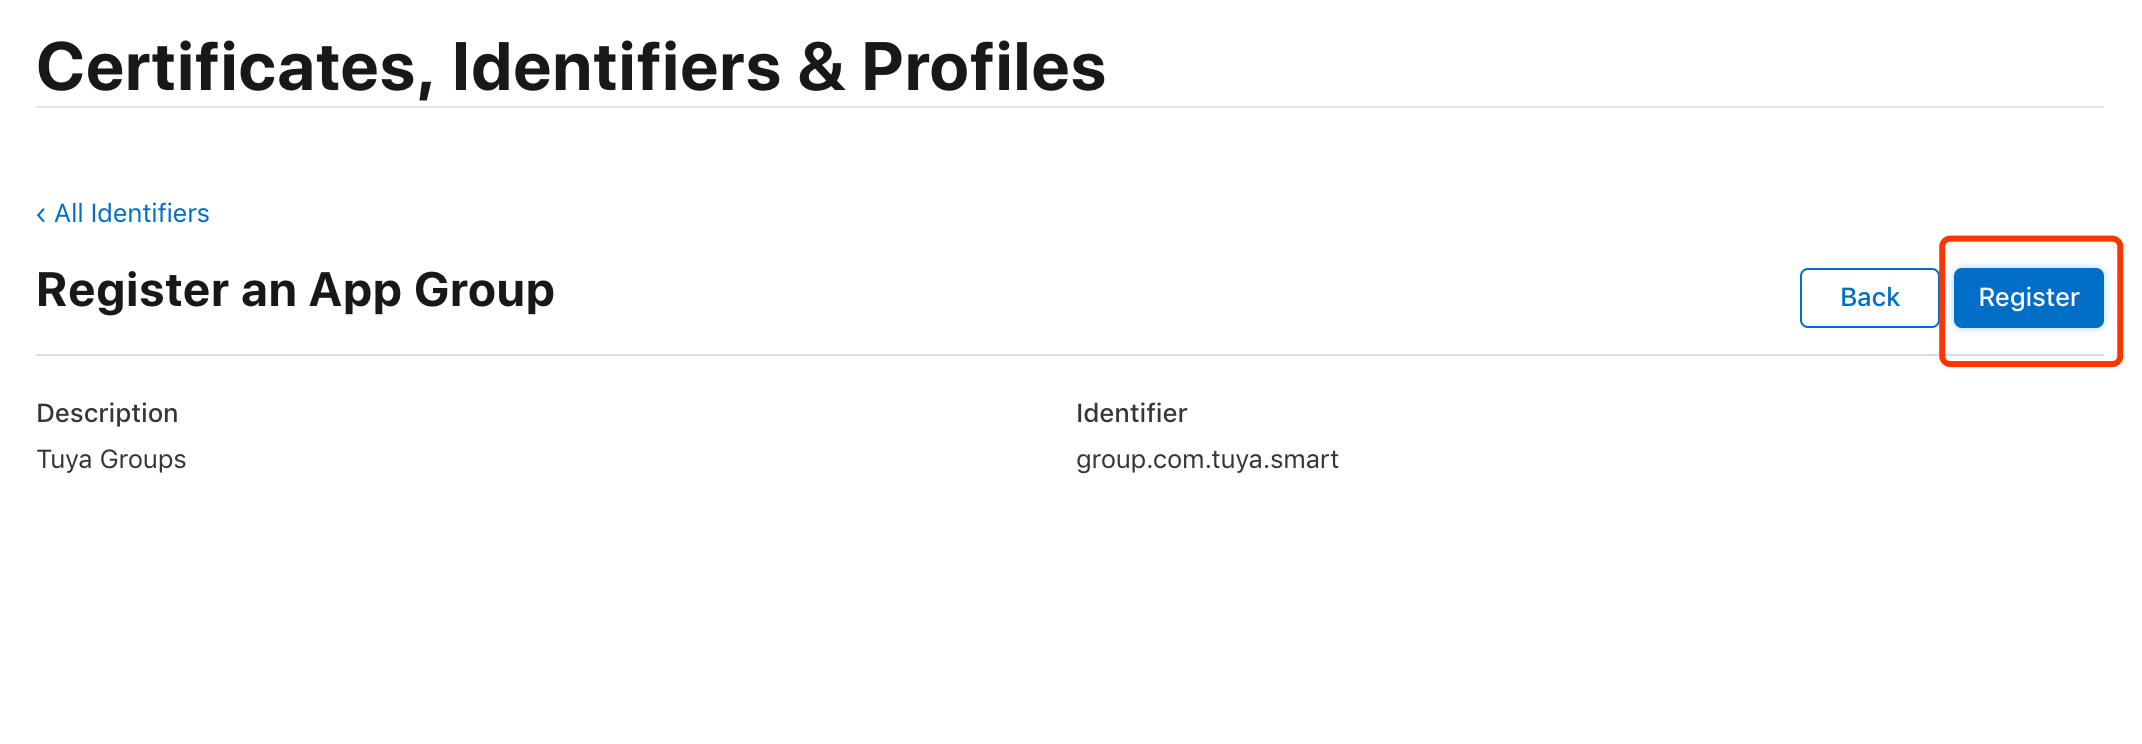 Certificates, Identifiers & Profiles
‹ All Identifiers
Register an App Group
Back
Register
Description
Identifier
Tuya Groups
group.com.tuya.smart